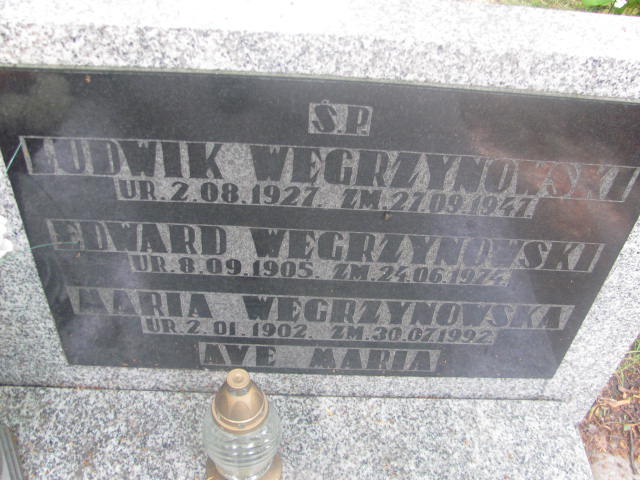 Ś.P.
LUDWIK WĘGRZYNOWSKI
UR. 2.08.1927. ZM. 27.09.1947.
EDWARD WĘGRZYNOWSKI
UR. 8.09.1905. ZM. 24.06.1974.
MARIA WĘGRZYNOWSKA
UR. 2.01.1902. ZM. 30.07.1992.
AVE MARIA